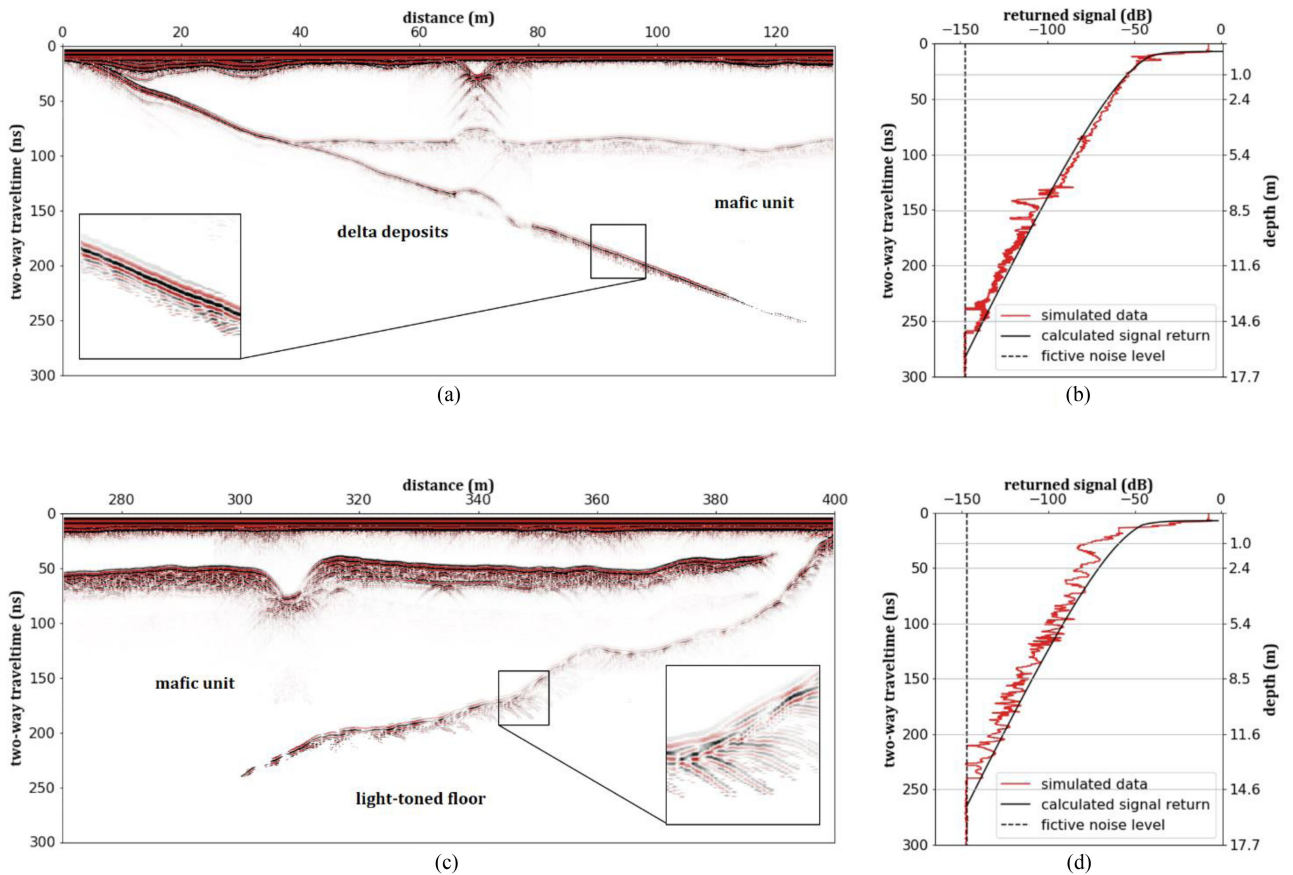 distance (m)
0 20 40 60 80 100 120
two-way traveltime (ns)
0
50
100
150
200
250
300
delta deposits
mafic unit
(a)
returned signal (dB)
−150 −100 −50 0
two-way traveltime (ns)
0
50
100
150
200
250
300
1.0
2.4
5.4
8.5
11.6
14.6
17.7
depth (m)
simulated data
calculated signal return
fictive noise level
(b)
distance (m)
280 300 320 340 360 380 400
two-way traveltime (ns)
0
50
100
150
200
250
300
mafic unit
light-toned floor
(c)
returned signal (dB)
−150 −100 −50 0
two-way traveltime (ns)
0
50
100
150
200
250
300
1.0
2.4
5.4
8.5
11.6
14.6
17.7
depth (m)
simulated data
calculated signal return
fictive noise level
(d)